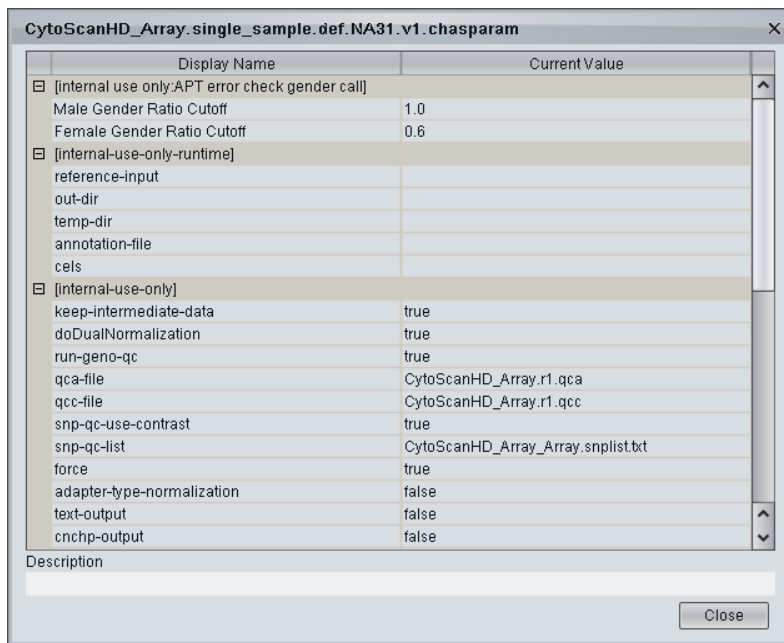 CytoScanHD_Array.single_sample.def.NA31.v1.chasparam
Display Name Current Value
[internal use only:APT error check gender call]
Male Gender Ratio Cutoff 1.0
Female Gender Ratio Cutoff 0.6
[internal-use-only-runtime]
reference-input
out-dir
temp-dir
annotation-file
cels
[internal-use-only]
keep-intermediate-data true
doDualNormalization true
run-geno-qc true
qca-file CytoScanHD_Array.r1.qca
qcc-file CytoScanHD_Array.r1.qcc
snp-qc-use-contrast true
snp-qc-list CytoScanHD_Array_Array.snplist.txt
force true
adapter-type-normalization false
text-output false
cnchp-output false
Description
Close